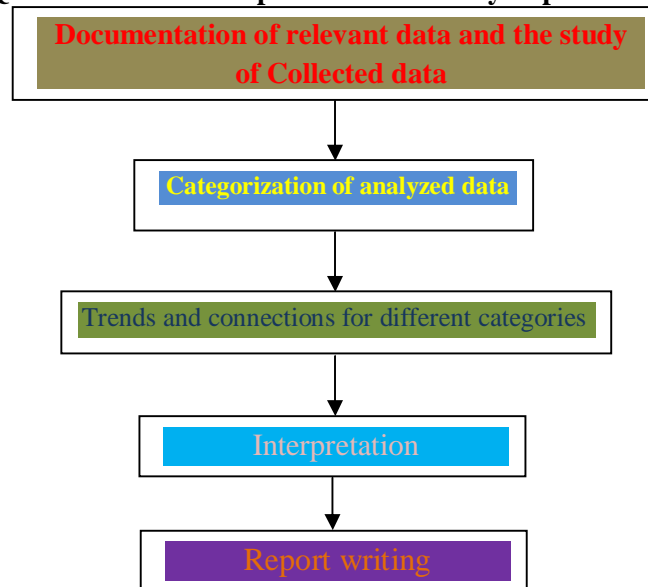 Documentation of relevant data and the study
of Collected data
Categorization of analyzed data
Trends and connections for different categories
Interpretation
Report writing